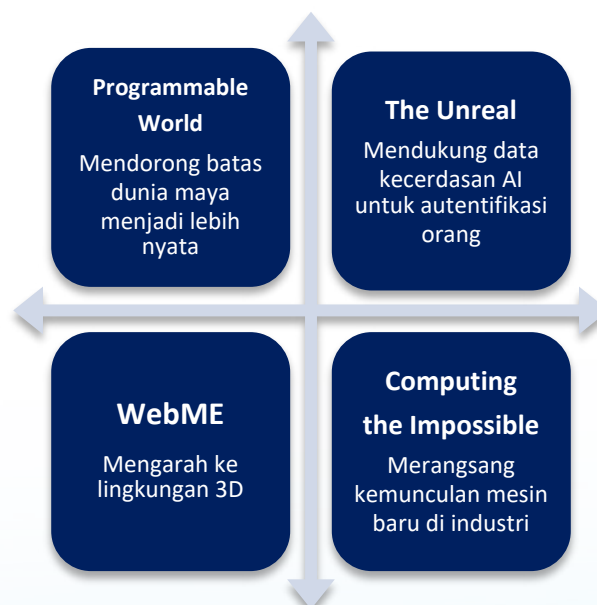 Programmable
World
Mendorong batas
dunia maya
menjadi lebih
nyata
The Unreal
Mendukung data
kecerdasan AI
untuk autentifikasi
orang
WebME
Mengarah ke
lingkungan 3D
Computing
the Impossible
Merangsang
kemunculan mesin
baru di industri